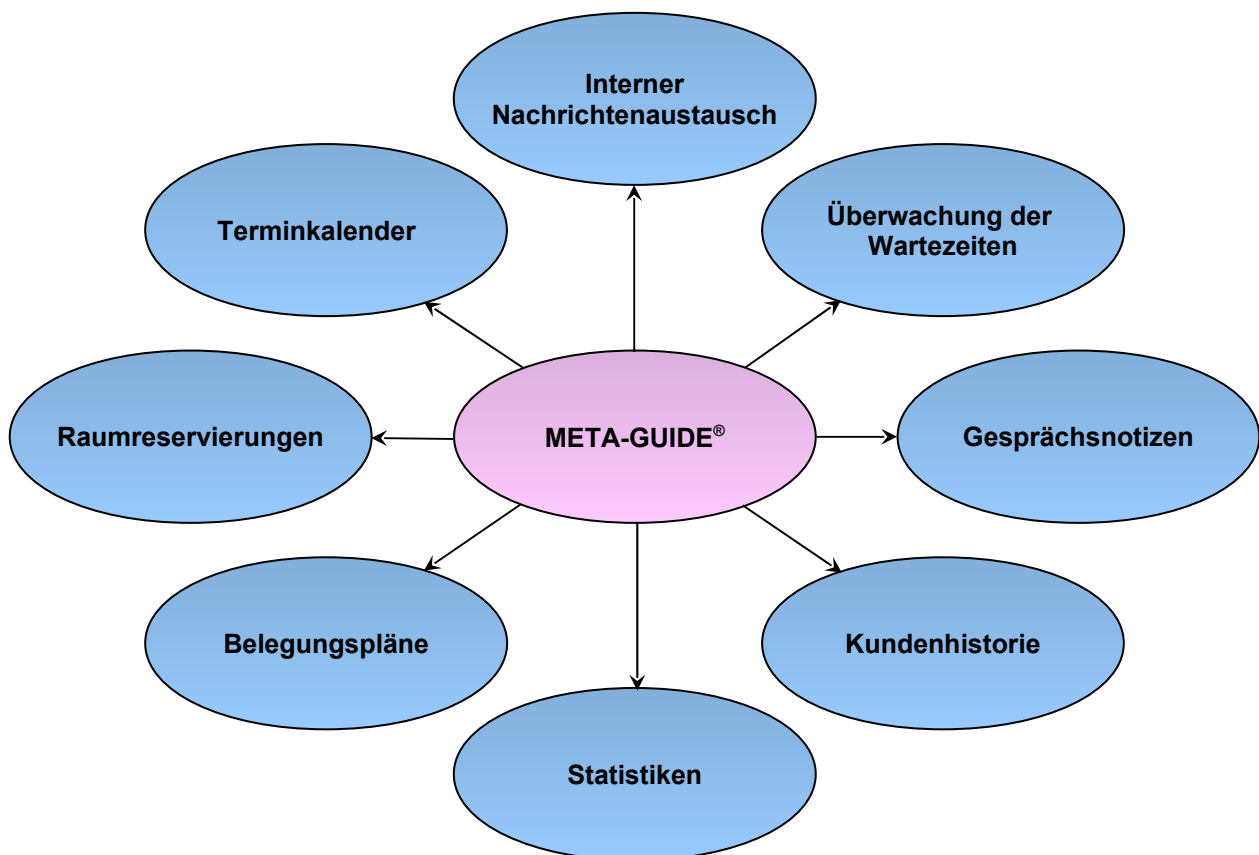 Interner
Nachrichtenaustausch
Terminkalender
Überwachung der
Wartezeiten
Raumreservierungen
META-GUIDE®
Gesprächsnotizen
Belegungspläne
Kundenhistorie
Statistiken